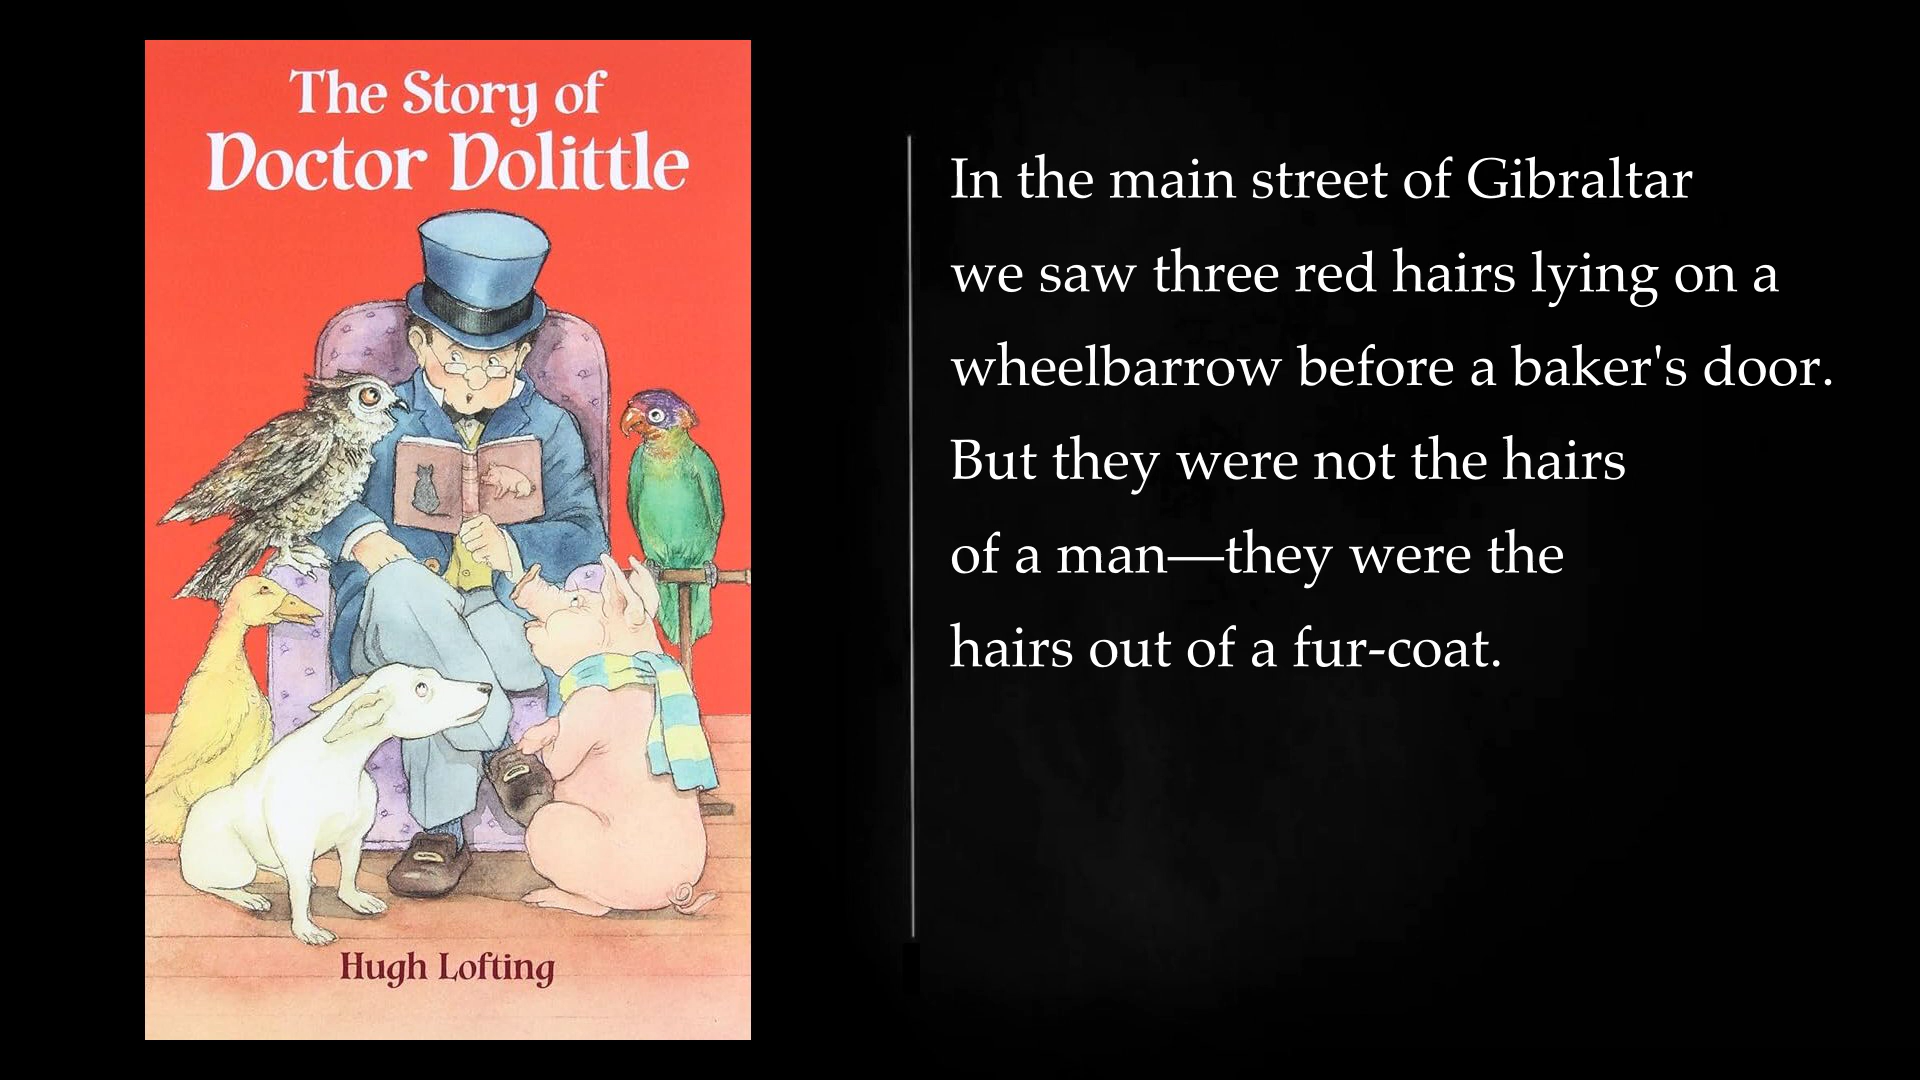 The Story of
Doctor Dolittle
Hugh Lofting
In the main street of Gibraltar
we saw three red hairs lying on a
wheelbarrow before a baker's door.
But they were not the hairs
of a man—they were the
hairs out of a fur-coat.